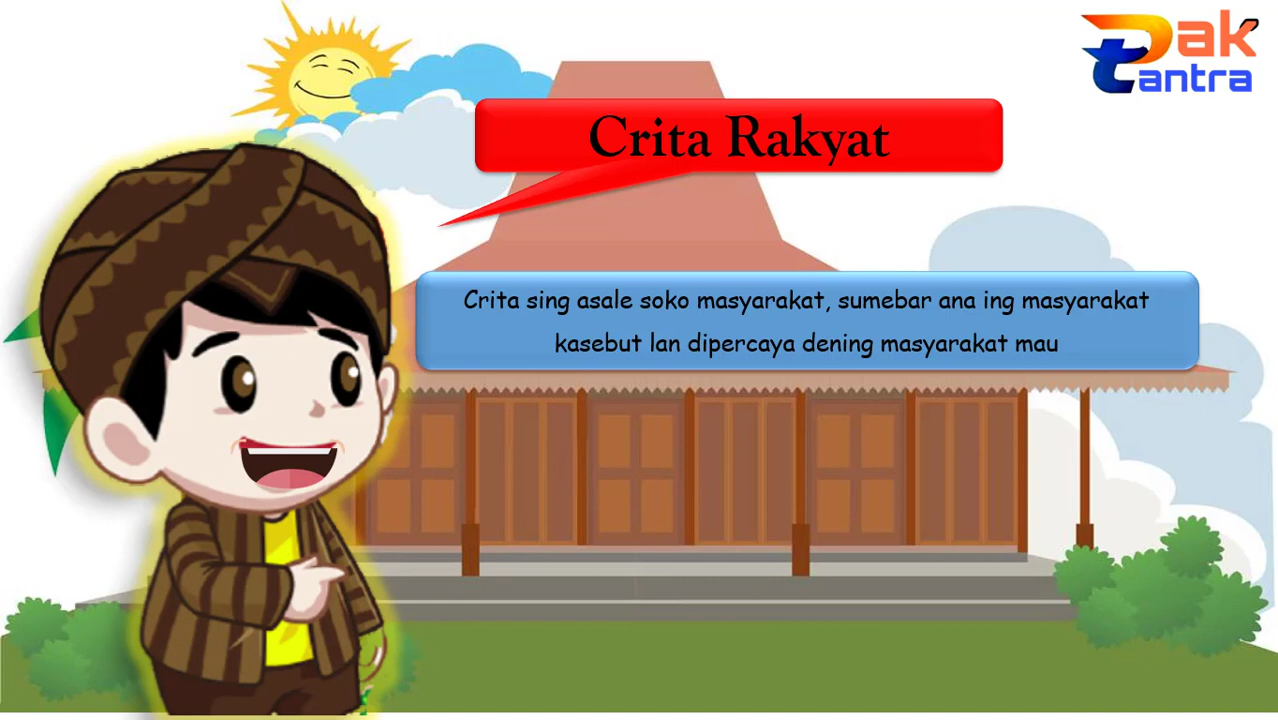 Pak
tantra
Crita Rakyat
Crita sing asale soko masyarakat, sumebar ana ing masyarakat
kasebut lan dipercaya dening masyarakat mau